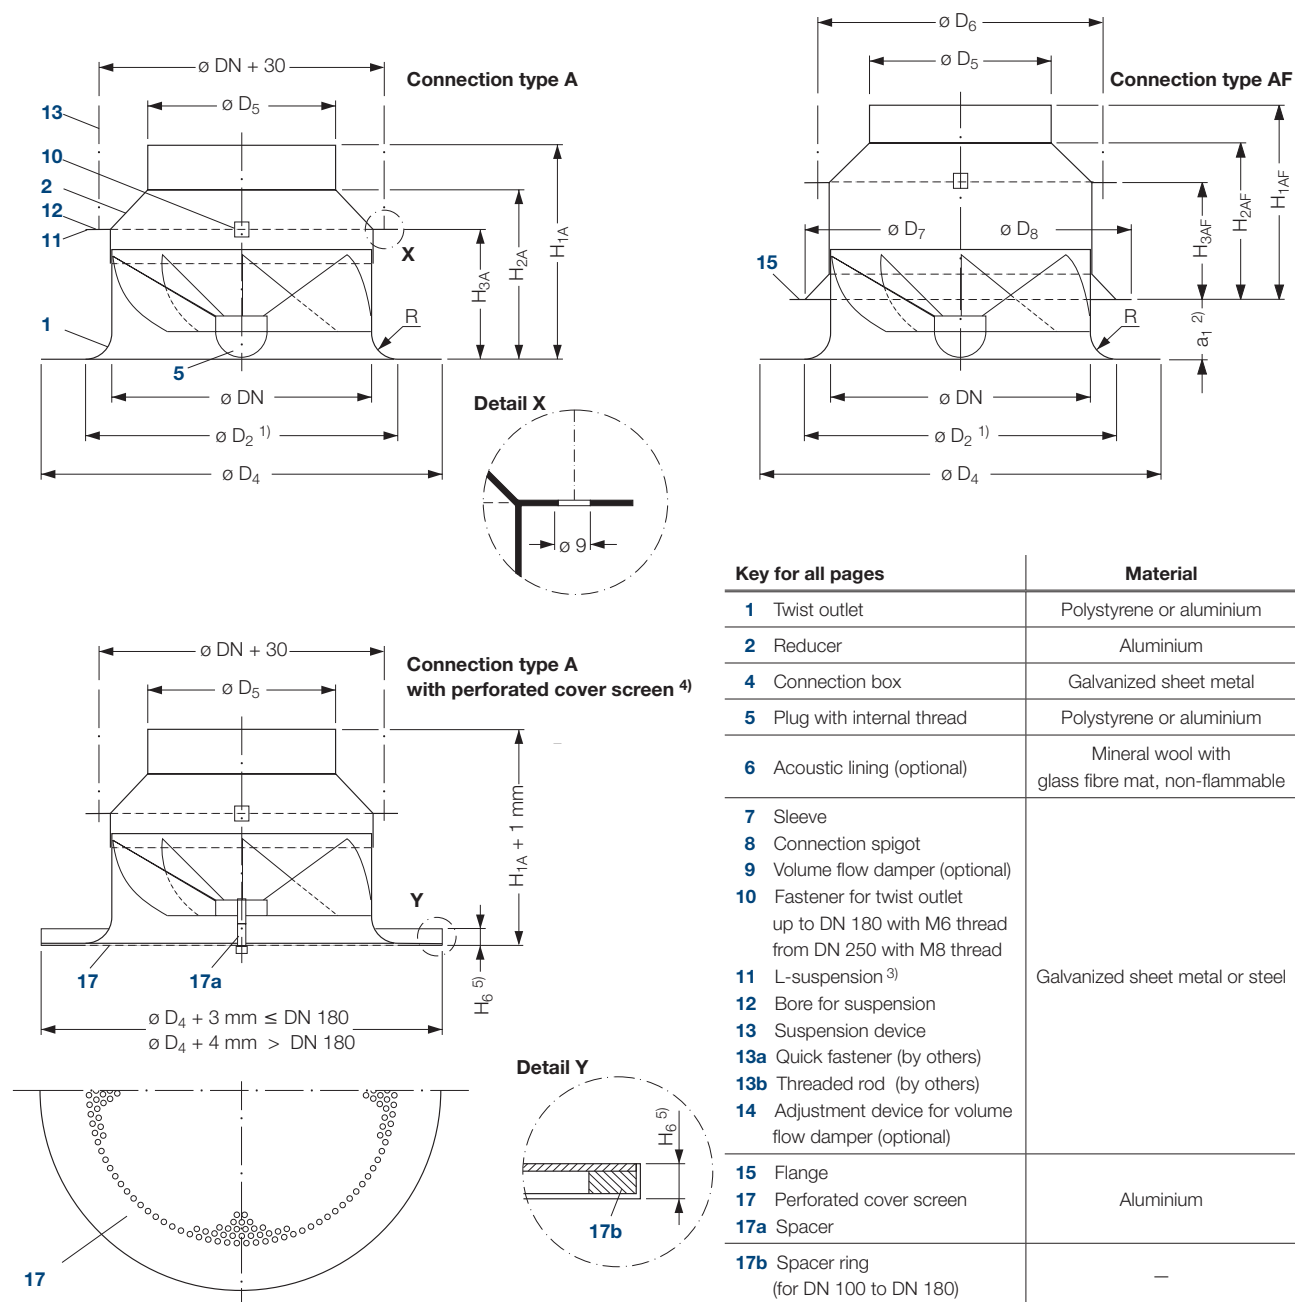 ø DN + 30
Connection type A
ø D5
13
10
2
12
11
X
H3A
H2A
H1A
R
1
5
ø DN
ø D2 1)
ø D4
Detail X
ø 9
ø D6
ø D5
Connection type AF
ø D7
ø D8
15
H3AF
H2AF
H1AF
R
a1 2)
ø DN
ø D2 1)
ø D4
ø DN + 30
Connection type A
with perforated cover screen 4)
ø D5
H1A + 1 mm
Y
17
17a
H6 5)
ø D4 + 3 mm ≤ DN 180
ø D4 + 4 mm > DN 180
Detail Y
H6 5)
17b
17
Key for all pages Material
1 Twist outlet Polystyrene or aluminium
2 Reducer Aluminium
4 Connection box Galvanized sheet metal
5 Plug with internal thread Polystyrene or aluminium
6 Acoustic lining (optional) Mineral wool with
glass fibre mat, non-flammable
7 Sleeve
8 Connection spigot
9 Volume flow damper (optional)
10 Fastener for twist outlet
up to DN 180 with M6 thread
from DN 250 with M8 thread
11 L-suspension 3) Galvanized sheet metal or steel
12 Bore for suspension
13 Suspension device
13a Quick fastener (by others)
13b Threaded rod (by others)
14 Adjustment device for volume
flow damper (optional)
15 Flange
17 Perforated cover screen Aluminium
17a Spacer
17b Spacer ring
(for DN 100 to DN 180) —